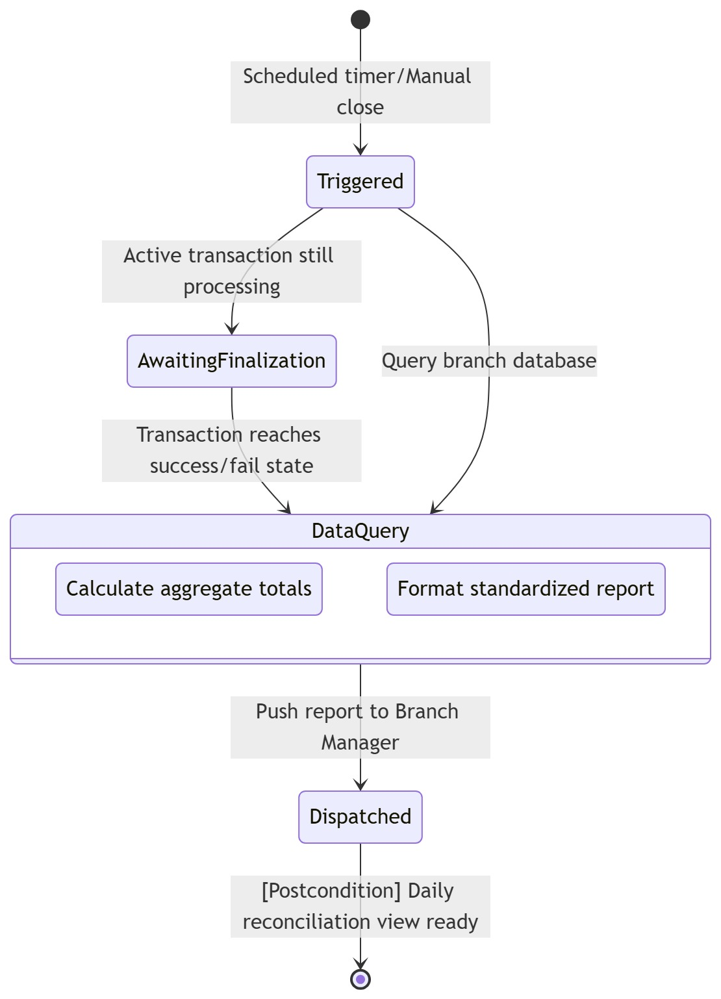 Scheduled timer/Manual
close
Triggered
Active transaction still
processing
AwaitingFinalization
Query branch database
Transaction reaches
success/fail state
DataQuery
Calculate aggregate totals
Format standardized report
Push report to Branch
Manager
Dispatched
[Postcondition] Daily
reconciliation view ready